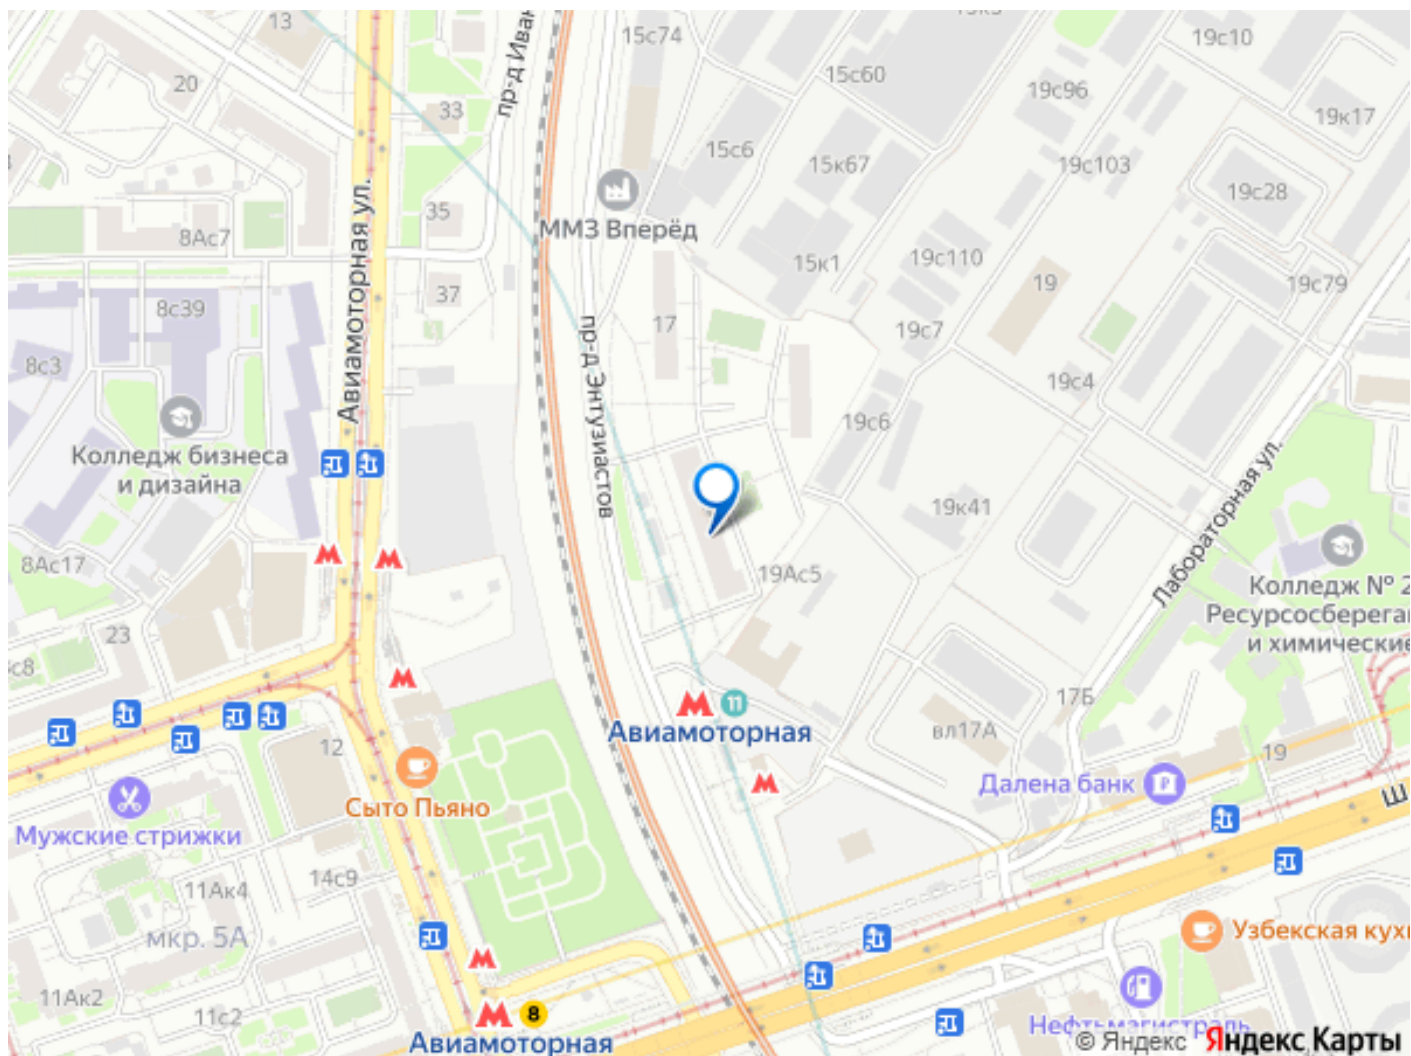 13
пр-д Иван
15с74
15к5
19с10
20
33
15с60
19с96
19к17
15с6
15к67
19с103
19с28
Авиамоторная ул.
35
8Ас7
ММЗ Вперёд
15к1
19с110
19
19с79
37
8с39
17
19с7
8с3
пр-д Энтузиастов
19с4
19с6
Колледж бизнеса
и дизайна
Лабораторная ул.
19к41
8Ас17
19Ас5
Колледж № 2
Ресурсосберега
и химические
23
с8
17Б
11
Авиамоторная
вл17А
12
19
Далена банк
Сыто Пьяно
Ш
Мужские стрижки
14с9
11Ак4
мкр. 5А
Узбекская кух
11Ак2
11с2
8
Авиамоторная
Нефтьмагистраль
© Яндекс Яндекс Карты